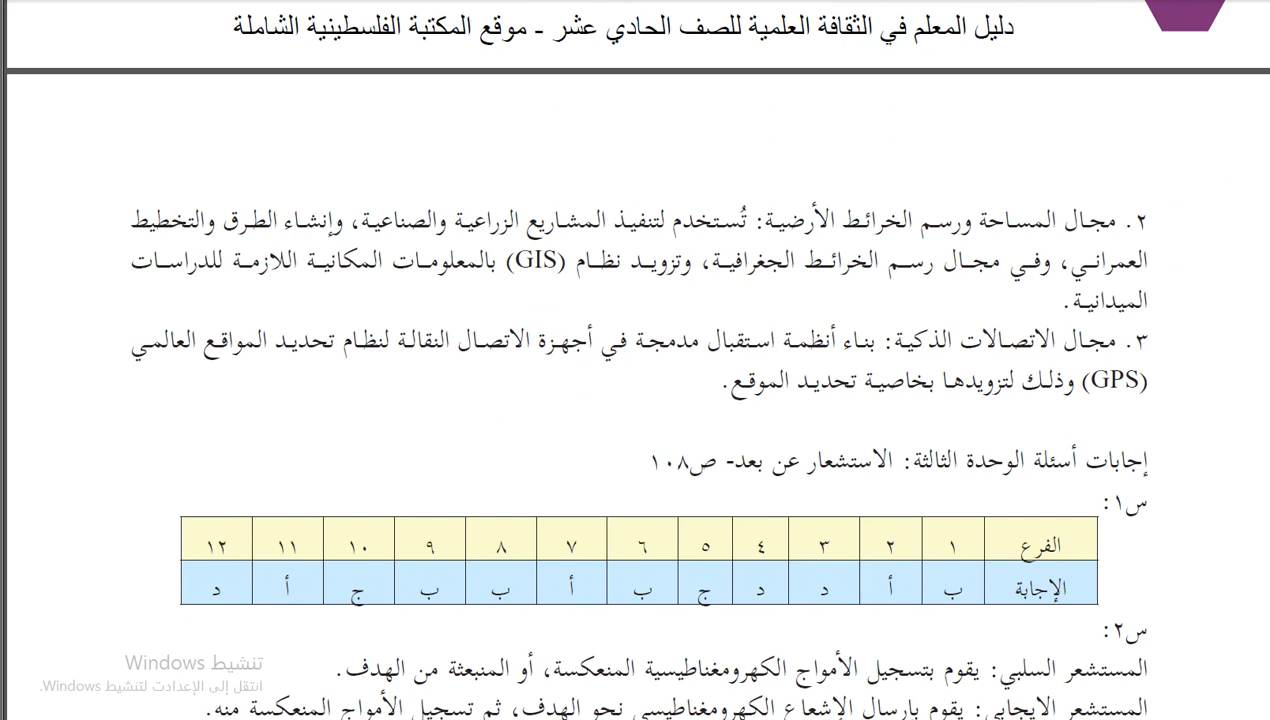 دليل المعلم في الثقافة العلمية للصف الحادي عشر - موقع المكتبة الفلسطينية الشاملة
٢. مجال المساحة ورسم الخرائط الأرضية: تُستخدم لتنفيذ المشاريع الزراعية والصناعية، وإنشاء الطرق والتخطيط
العمراني، وفي مجال رسم الخرائط الجغرافية، وتزويد نظام (GIS) بالمعلومات المكانية اللازمة للدراسات
الميدانية.
٣. مجال الاتصالات الذكية: بناء أنظمة استقبال مدمجة في أجهزة الاتصال النقالة لنظام تحديد المواقع العالمي
(GPS) وذلك لتزويدها بخاصية تحديد الموقع.
إجابات أسئلة الوحدة الثالثة: الاستشعار عن بعد- ص١٠٨
س١:
الفرع ١ ٢ ٣ ٤ ٥ ٦ ٧ ٨ ٩ ١٠ ١١ ١٢
الإجابة ب أ د د ج ب أ ب ب ج أ د
س٢:
المستشعر السلبي: يقوم بتسجيل الأمواج الكهرومغناطيسية المنعكسة، أو المنبعثة من الهدف.
المستشعر الايجابي: يقوم بإرسال الإشعاع الكهرومغناطيسي نحو الهدف، ثم تسجيل الأمواج المنعكسة منه.
تنشيط Windows
انتقل إلى الإعدادت لتنشيط Windows.